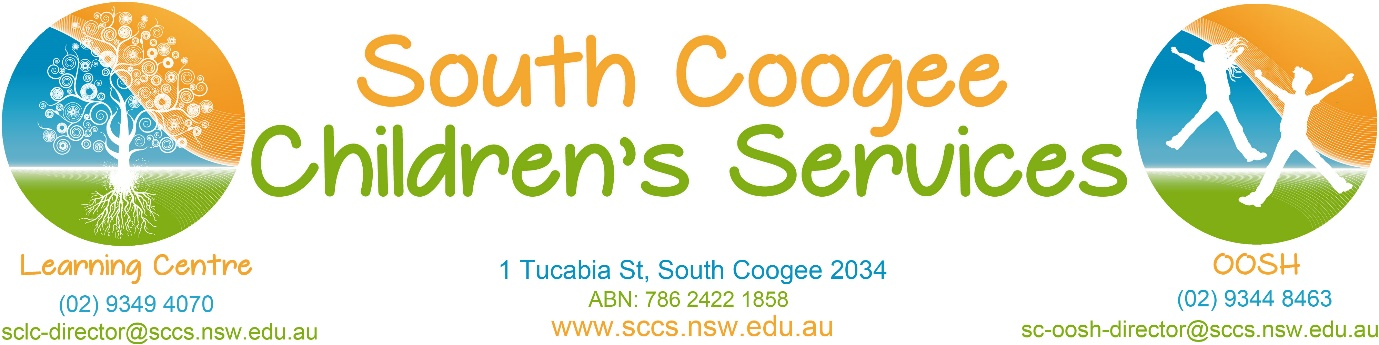 South Coogee
Children's Services
Learning Centre
(02) 9349 4070
sclc-director@sccs.nsw.edu.au
1 Tucabia St, South Coogee 2034
ABN: 786 2422 1858
www.sccs.nsw.edu.au
OOSH
(02) 9344 8463
sc-oosh-director@sccs.nsw.edu.au